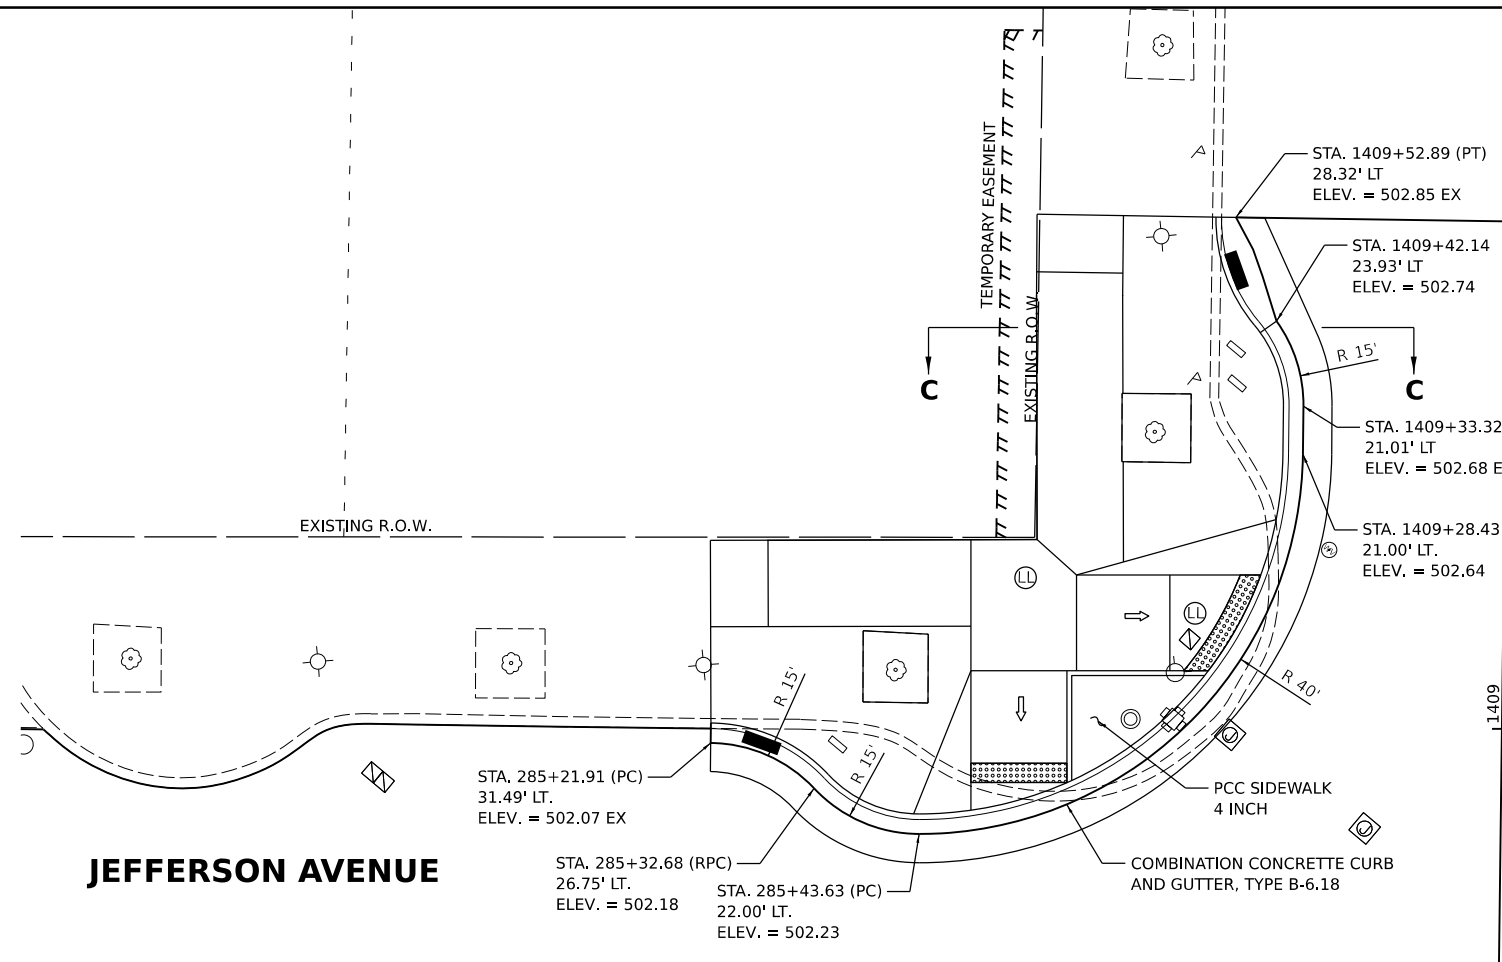 STA. 1409+52.89 (PT)
28.32' LT
ELEV. = 502.85 EX
STA. 1409+42.14
23.93' LT
ELEV. = 502.74
TEMPORARY EASEMENT
EXISTING R.O.W.
R 15'
C
C
STA. 1409+33.32
21.01' LT
ELEV. = 502.68 E
EXISTING R.O.W.
STA. 1409+28.43
21.00' LT.
ELEV. = 502.64
LL
LL
R 15'
R 40'
1409
R 15'
STA. 285+21.91 (PC)
31.49' LT.
ELEV. = 502.07 EX
PCC SIDEWALK
4 INCH
JEFFERSON AVENUE
STA. 285+32.68 (RPC)
26.75' LT.
ELEV. = 502.18
STA. 285+43.63 (PC)
22.00' LT.
ELEV. = 502.23
COMBINATION CONCRETTE CURB
AND GUTTER, TYPE B-6.18